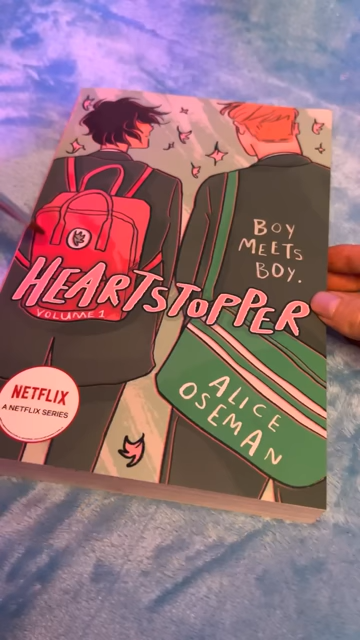 BOY
MEETS
BOY.
HEARTSTOPPER
VOLUME 1
ALICE
OSEMAN
NETFLIX
A NETFLIX SERIES